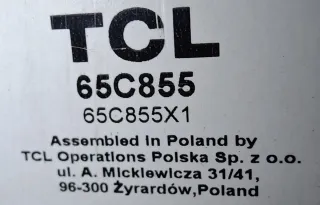 TCL
65C855
65C855X1
Assembled in Poland by
TCL Operations Polska Sp. z o.o.
ul. A. Mickiewicza 31/41,
96-300 Żyrardów,Poland